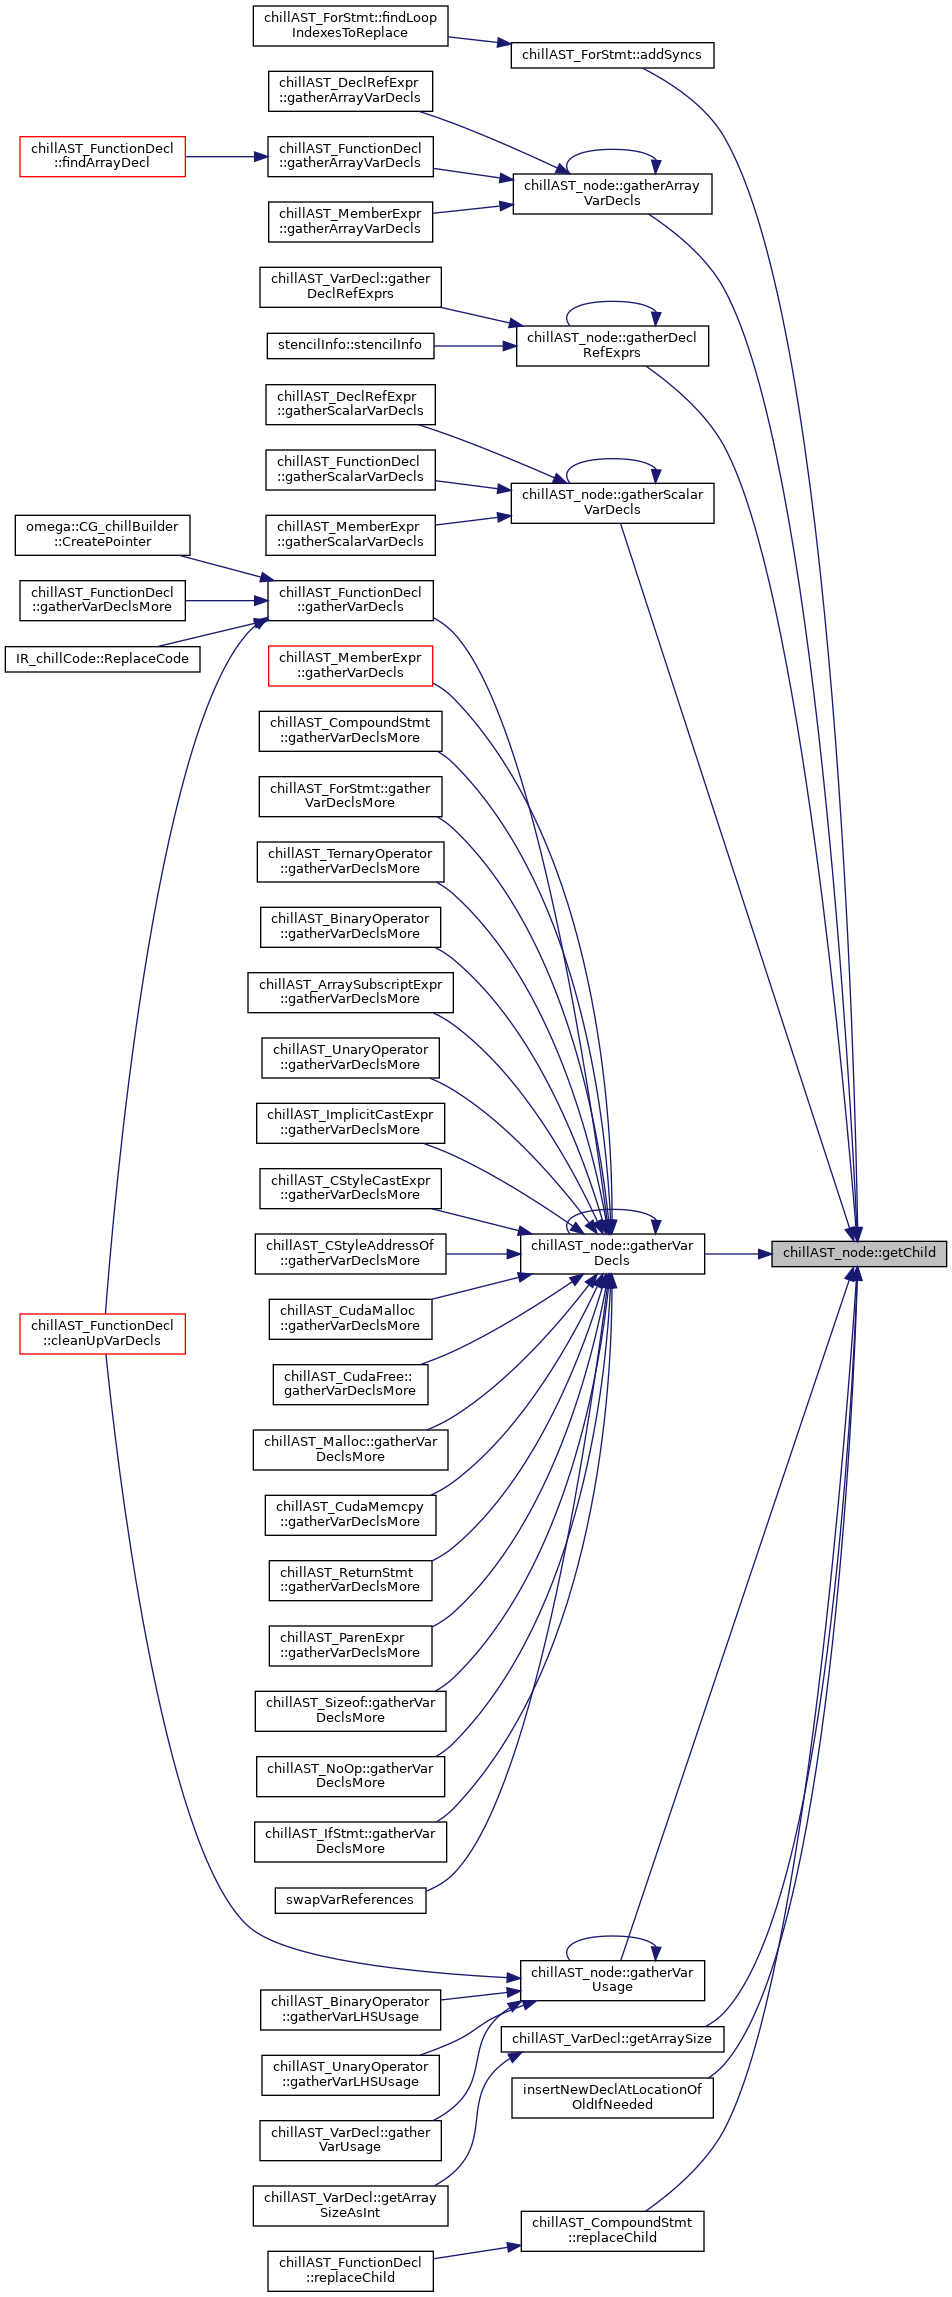 chillAST_ForStmt::findLoop
IndexesToReplace
chillAST_ForStmt::addSyncs
chillAST_DeclRefExpr
::gatherArrayVarDecls
chillAST_FunctionDecl
::findArrayDecl
chillAST_FunctionDecl
::gatherArrayVarDecls
chillAST_node::gatherArray
VarDecls
chillAST_MemberExpr
::gatherArrayVarDecls
chillAST_VarDecl::gather
DeclRefExprs
chillAST_node::gatherDecl
RefExprs
stencilInfo::stencilInfo
chillAST_DeclRefExpr
::gatherScalarVarDecls
chillAST_FunctionDecl
::gatherScalarVarDecls
chillAST_node::gatherScalar
VarDecls
chillAST_MemberExpr
::gatherScalarVarDecls
omega::CG_chillBuilder
::CreatePointer
chillAST_FunctionDecl
::gatherVarDeclsMore
chillAST_FunctionDecl
::gatherVarDecls
IR_chillCode::ReplaceCode
chillAST_MemberExpr
::gatherVarDecls
chillAST_CompoundStmt
::gatherVarDeclsMore
chillAST_ForStmt::gather
VarDeclsMore
chillAST_TernaryOperator
::gatherVarDeclsMore
chillAST_BinaryOperator
::gatherVarDeclsMore
chillAST_ArraySubscriptExpr
::gatherVarDeclsMore
chillAST_UnaryOperator
::gatherVarDeclsMore
chillAST_ImplicitCastExpr
::gatherVarDeclsMore
chillAST_CStyleCastExpr
::gatherVarDeclsMore
chillAST_CStyleAddressOf
::gatherVarDeclsMore
chillAST_node::gatherVar
Decls
chillAST_node::getChild
chillAST_CudaMalloc
::gatherVarDeclsMore
chillAST_FunctionDecl
::cleanUpVarDecls
chillAST_CudaFree::
gatherVarDeclsMore
chillAST_Malloc::gatherVar
DeclsMore
chillAST_CudaMemcpy
::gatherVarDeclsMore
chillAST_ReturnStmt
::gatherVarDeclsMore
chillAST_ParenExpr
::gatherVarDeclsMore
chillAST_Sizeof::gatherVar
DeclsMore
chillAST_NoOp::gatherVar
DeclsMore
chillAST_IfStmt::gatherVar
DeclsMore
swapVarReferences
chillAST_node::gatherVar
Usage
chillAST_BinaryOperator
::gatherVarLHSUsage
chillAST_VarDecl::getArraySize
chillAST_UnaryOperator
::gatherVarLHSUsage
insertNewDeclAtLocationOf
OldIfNeeded
chillAST_VarDecl::gather
VarUsage
chillAST_VarDecl::getArray
SizeAsInt
chillAST_CompoundStmt
::replaceChild
chillAST_FunctionDecl
::replaceChild